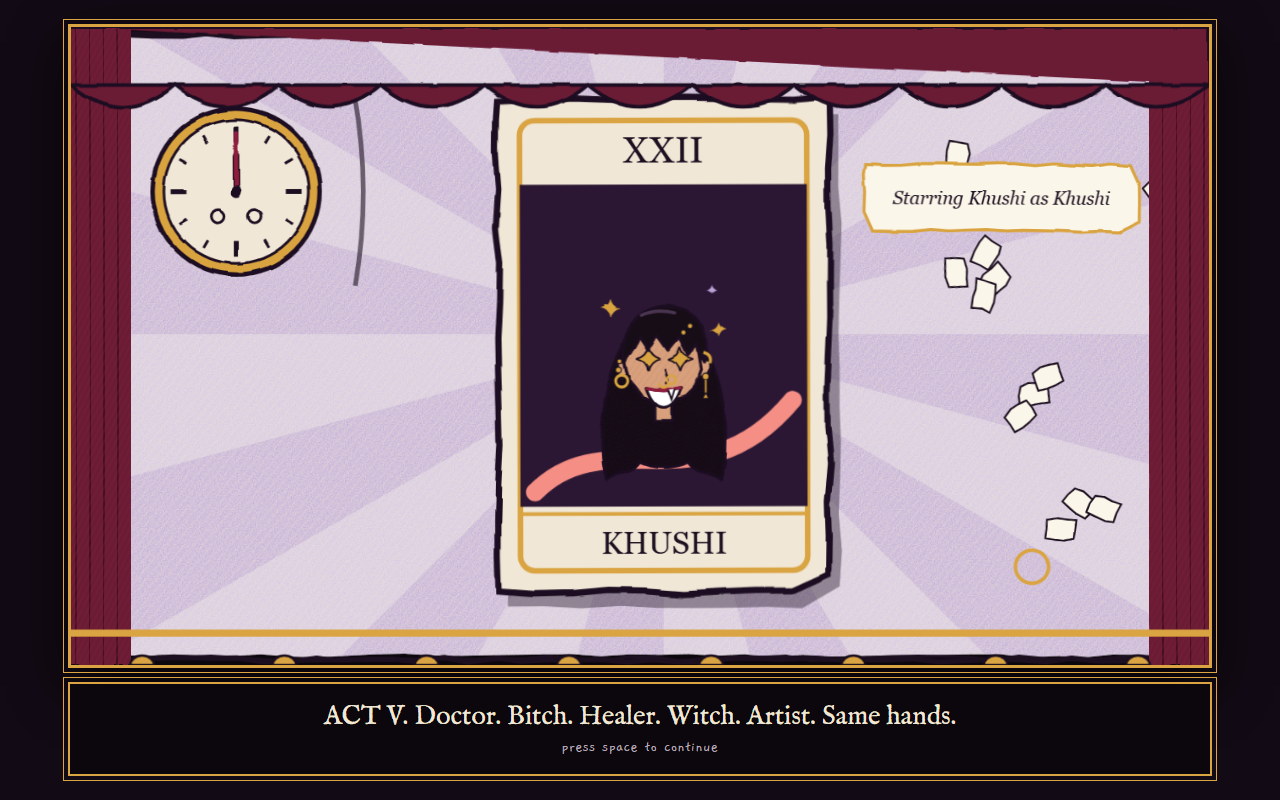 XXII
Starring Khushi as Khushi
KHUSHI
ACT V. Doctor. Bitch. Healer. Witch. Artist. Same hands.
press space to continue